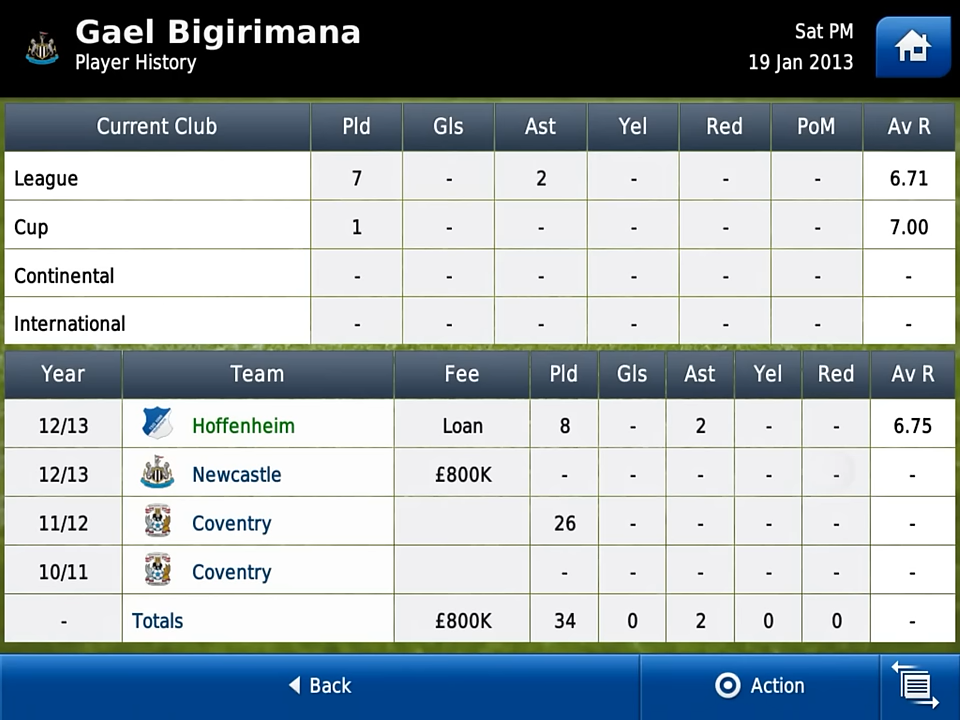 Gael Bigirimana
Player History
Sat PM
19 Jan 2013
Current Club Pld Gls Ast Yel Red PoM Av R
League 7 - 2 - - - 6.71
Cup 1 - - - - - 7.00
Continental - - - - - - -
International - - - - - - -
Year Team Fee Pld Gls Ast Yel Red Av R
12/13 Hoffenheim Loan 8 - 2 - - 6.75
12/13 Newcastle £800K - - - - - -
11/12 Coventry 26 - - - - -
10/11 Coventry - - - - - -
- Totals £800K 34 0 2 0 0 -
Back
Action